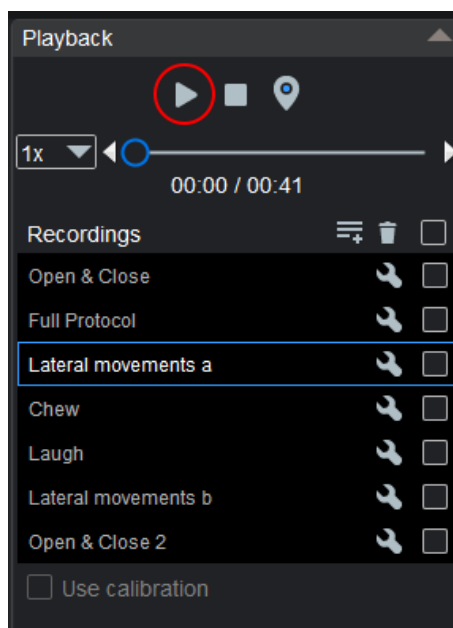 Playback
1x
00:00 / 00:41
Recordings
Open & Close
Full Protocol
Lateral movements a
Chew
Laugh
Lateral movements b
Open & Close 2
Use calibration